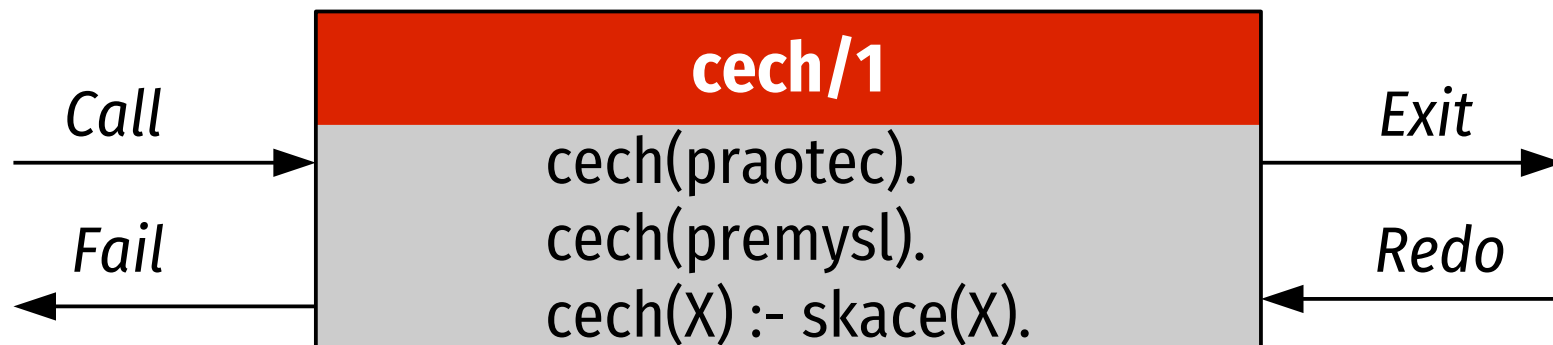 cech/1
Call
Exit
cech(praotec).
Fail
cech(premysl).
Redo
cech(X) :- skace(X).